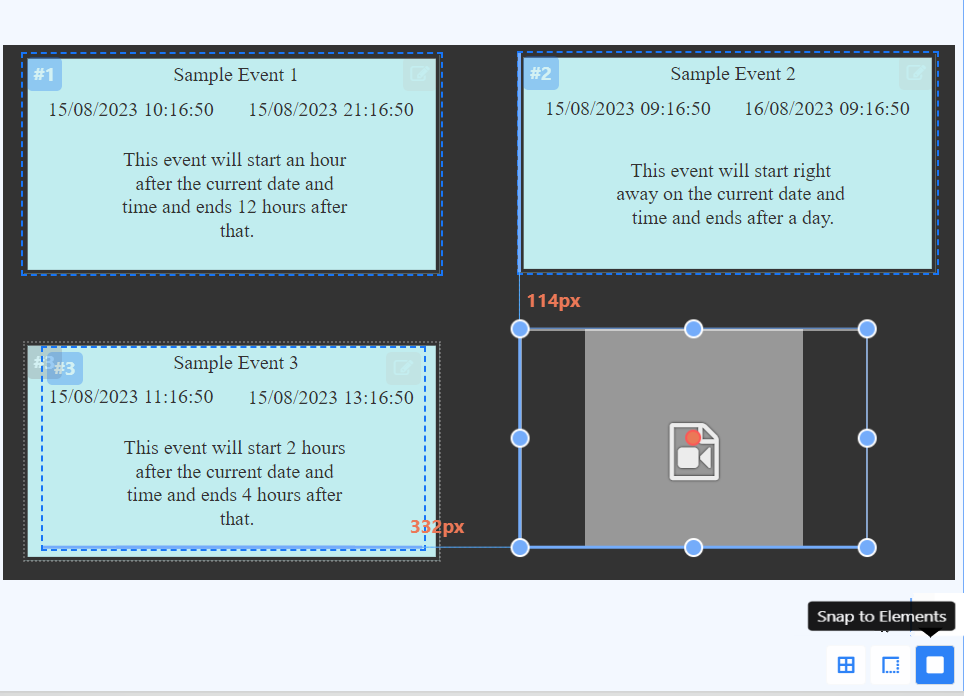 #1
Sample Event 1
15/08/2023 10:16:50 15/08/2023 21:16:50
This event will start an hour
after the current date and
time and ends 12 hours after
that.
#2
Sample Event 2
15/08/2023 09:16:50 16/08/2023 09:16:50
This event will start right
away on the current date and
time and ends after a day.
114px
#3
#3
Sample Event 3
15/08/2023 11:16:50 15/08/2023 13:16:50
This event will start 2 hours
after the current date and
time and ends 4 hours after
that.
332px
Snap to Elements